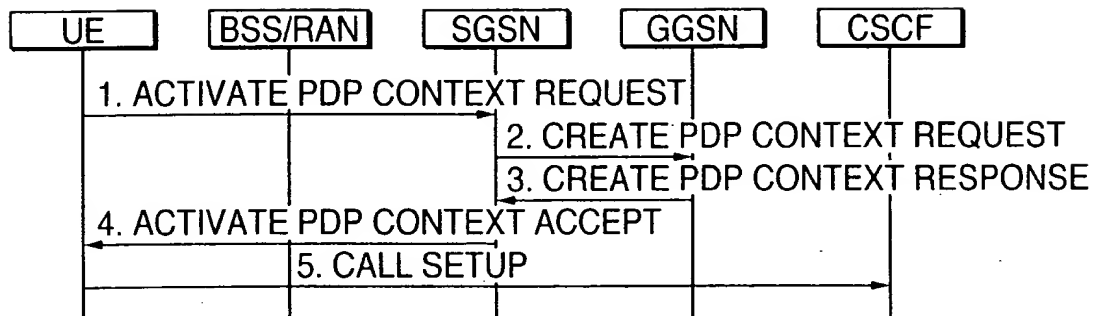 UE BSS/RAN SGSN GGSN CSCF
1. ACTIVATE PDP CONTEXT REQUEST
2. CREATE PDP CONTEXT REQUEST
3. CREATE PDP CONTEXT RESPONSE
4. ACTIVATE PDP CONTEXT ACCEPT
5. CALL SETUP